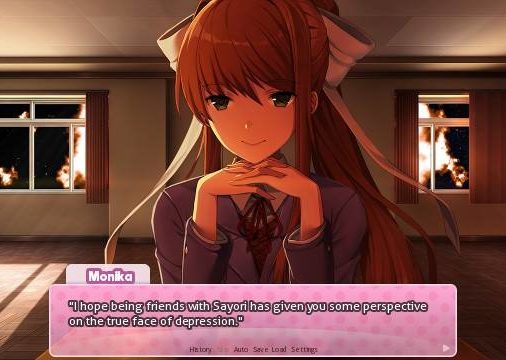 Monika
"I hope being friends with Sayori has given you some perspective
on the true face of depression."
History Skip Auto Save Load Settings